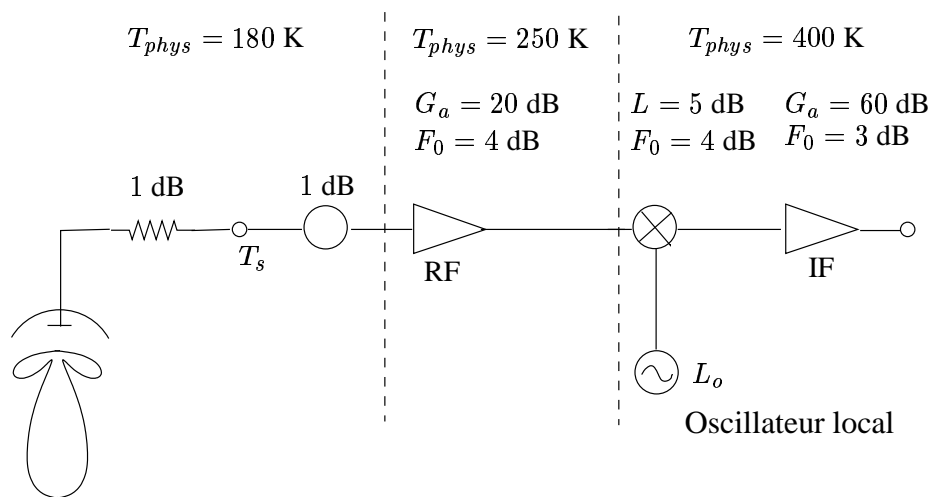 T_phys = 180 K
T_phys = 250 K
T_phys = 400 K
G_a = 20 dB
F_0 = 4 dB
L = 5 dB
F_0 = 4 dB
G_a = 60 dB
F_0 = 3 dB
1 dB
1 dB
T_s
RF
IF
L_o
Oscillateur local